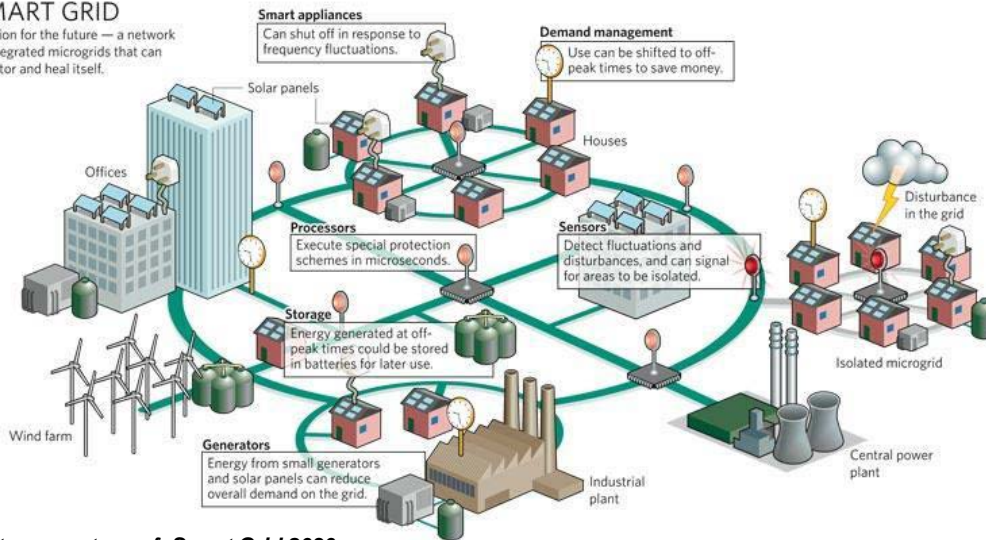 MART GRID
ion for the future — a network
egrated microgrids that can
tor and heal itself.
Smart appliances
Can shut off in response to
frequency fluctuations.
Demand management
Use can be shifted to off-
peak times to save money.
Solar panels
Houses
Offices
Disturbance
in the grid
Processors
Execute special protection
schemes in microseconds.
Sensors
Detect fluctuations and
disturbances, and can signal
for areas to be isolated.
Storage
Energy generated at off-
peak times could be stored
in batteries for later use.
Isolated microgrid
Wind farm
Generators
Energy from small generators
and solar panels can reduce
overall demand on the grid.
Industrial
plant
Central power
plant